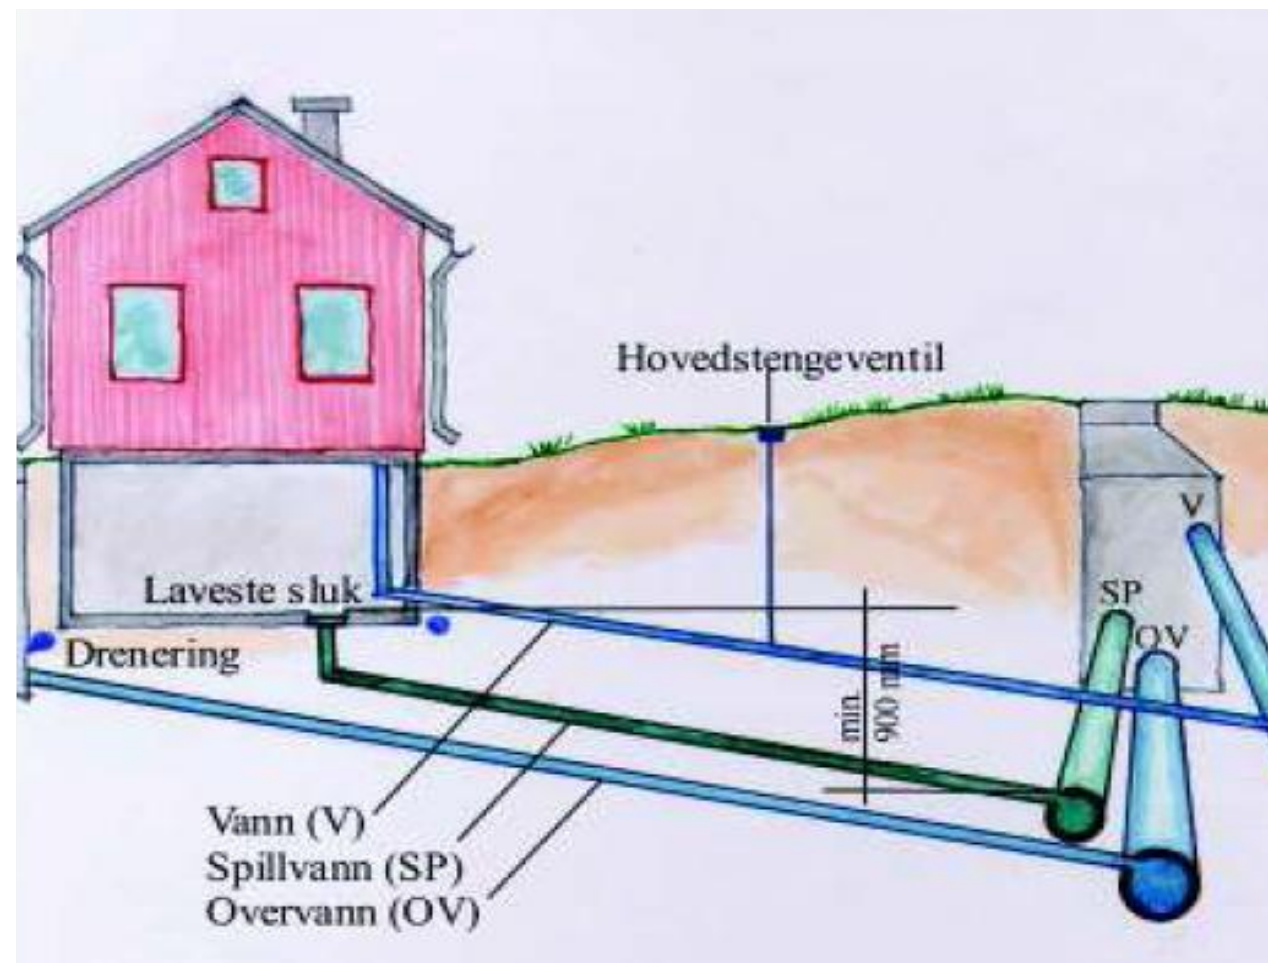 Hovedstengeventil
V
Laveste sluk
SP
OV
Drenering
min
900 mm
Vann (V)
Spillvann (SP)
Overvann (OV)